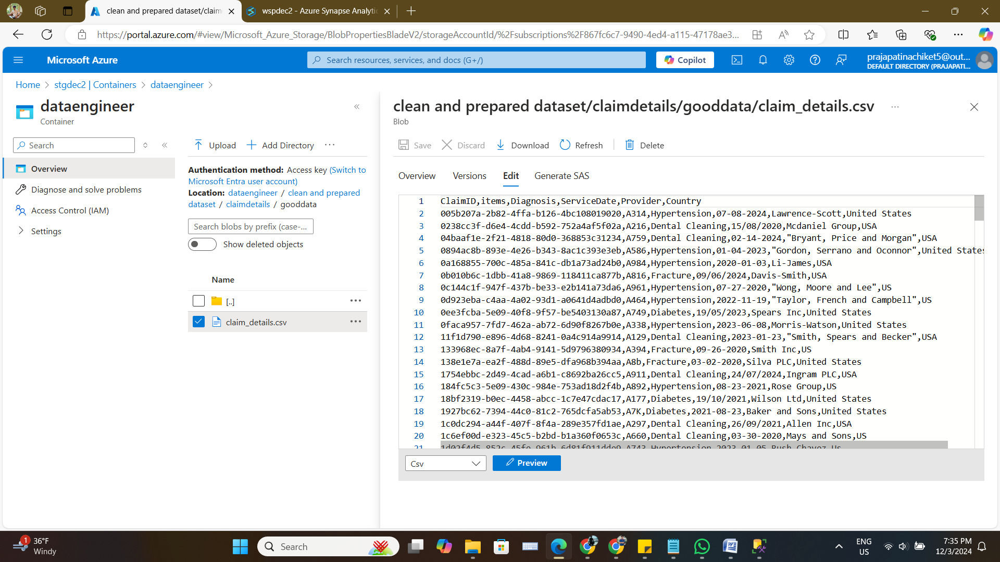 clean and prepared dataset/claim
wspdec2 - Azure Synapse Analytic
https://portal.azure.com/#view/Microsoft_Azure_Storage/BlobPropertiesBladeV2/storageAccountId/%2Fsubscriptions%2F867fc6c7-9490-4ed4-a115-47178ae3...
Microsoft Azure
Search resources, services, and docs (G+/)
Copilot
prajapatinachiket5@out...
DEFAULT DIRECTORY (PRAJAPATI...
Home > stgdec2 | Containers > dataengineer >
dataengineer
Container
Search
Overview
Diagnose and solve problems
Access Control (IAM)
Settings
Upload
Add Directory
Authentication method: Access key (Switch to
Microsoft Entra user account)
Location: dataengineer / clean and prepared
dataset / claimdetails / gooddata
Search blobs by prefix (case-...
Show deleted objects
Name
[..]
claim_details.csv
clean and prepared dataset/claimdetails/gooddata/claim_details.csv
Blob
Save
Discard
Download
Refresh
Delete
Overview
Versions
Edit
Generate SAS
1 ClaimID,items,Diagnosis,ServiceDate,Provider,Country
2 005b207a-2b82-4ffa-b126-4bc108019020,A314,Hypertension,07-08-2024,Lawrence-Scott,United States
3 0238cc3f-d6e4-4cdd-b592-752a4af5f02a,A216,Dental Cleaning,15/08/2020,Mcdaniel Group,USA
4 04baaf1e-2f21-4818-80d0-368853c31234,A759,Dental Cleaning,02-14-2024,"Bryant, Price and Morgan",USA
5 0894ac8b-893e-4e26-b343-8ac1c393e3eb,A586,Hypertension,01-04-2023,"Gordon, Serrano and Oconnor",United States
6 0a168855-700c-485a-841c-db1a73ad24b0,A984,Hypertension,2020-01-03,Li-James,USA
7 0b010b6c-1dbb-41a8-9869-118411ca877b,A816,Fracture,09/06/2024,Davis-Smith,USA
8 0c144c1f-947f-437b-be33-e2b141a73da6,A961,Hypertension,07-27-2020,"Wong, Moore and Lee",US
9 0d923eba-c4aa-4a02-93d1-a0641d4adbd0,A464,Hypertension,2022-11-19,"Taylor, French and Campbell",US
10 0ee3fcba-5e09-40f8-9f57-be5403130a87,A749,Diabetes,19/05/2023,Spears Inc,United States
11 0faca957-7fd7-462a-ab72-6d90f8267b0e,A338,Hypertension,2023-06-08,Morris-Watson,United States
12 11f1d790-e896-4d68-8241-0a4c914a9914,A129,Dental Cleaning,2023-01-23,"Smith, Spears and Becker",USA
13 133968ec-8a7f-4ab4-9141-5d9796380934,A394,Fracture,09-26-2020,Smith Inc,US
14 138e1e7a-ea2f-488d-89e5-dfa968b394aa,A8b,Fracture,03-02-2020,Silva PLC,United States
15 1754ebbc-2d49-4cad-a6b1-c8692ba26cc5,A911,Dental Cleaning,24/07/2024,Ingram PLC,USA
16 184fc5c3-5e09-430c-984e-753ad18d2f4b,A892,Hypertension,08-23-2021,Rose Group,US
17 18bf2319-b0ec-4458-abcc-1c7e47cdac17,A177,Diabetes,19/10/2021,Wilson Ltd,United States
18 1927bc62-7394-44c0-81c2-765dcfa5ab53,A7K,Diabetes,2021-08-23,Baker and Sons,United States
19 1c0dc294-a44f-407f-8f4a-289e357fd1ae,A297,Dental Cleaning,26/09/2021,Allen Inc,USA
20 1c6ef00d-e323-45c5-b2bd-b1a360f0653c,A660,Dental Cleaning,03-30-2020,Mays and Sons,US
21
Csv
Preview
1
36°F
Windy
Search
ENG
US
7:35 PM
12/3/2024